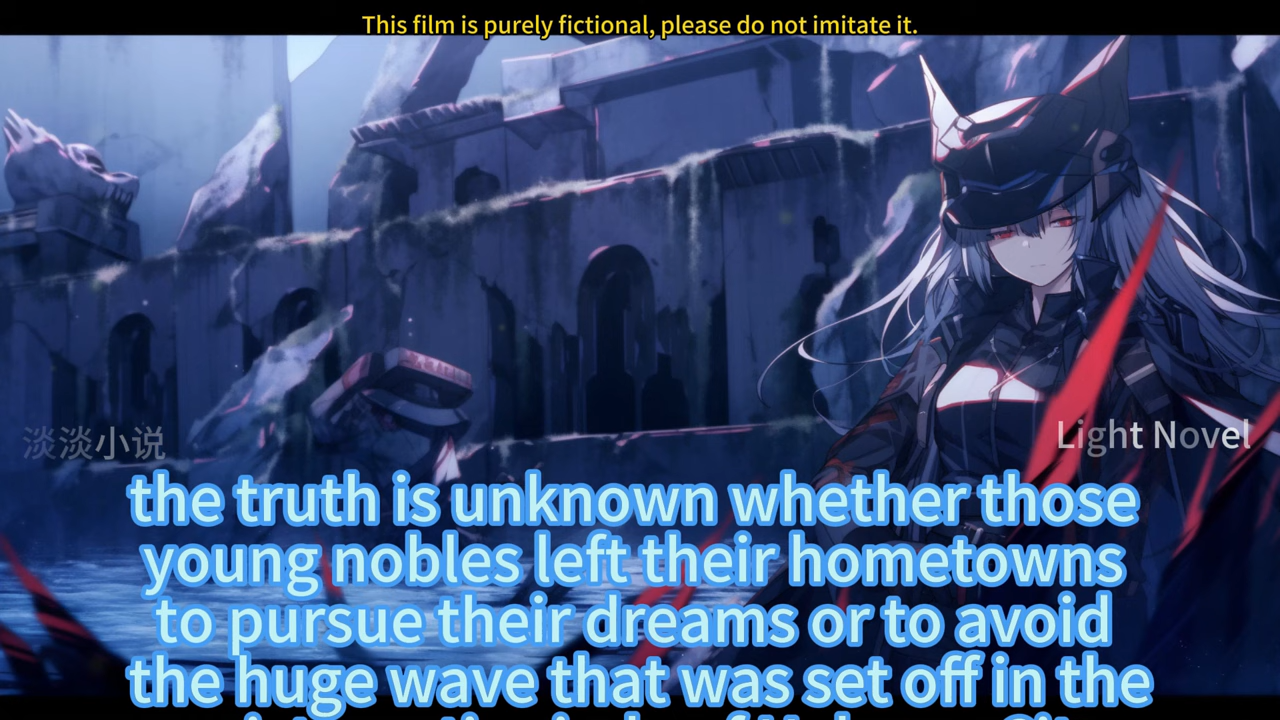 This film is purely fictional, please do not imitate it.
淡淡小说
Light Novel
the truth is unknown whether those
young nobles left their hometowns
to pursue their dreams or to avoid
the huge wave that was set off in the